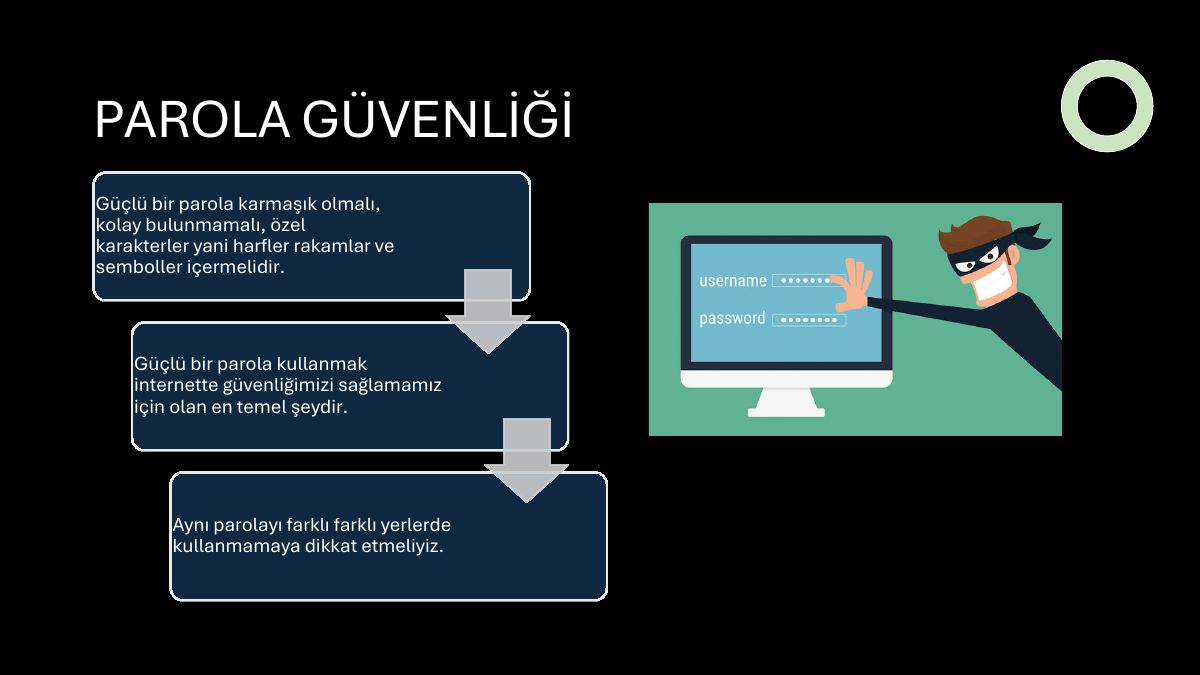 PAROLA GÜVENLİĞİ
Güçlü bir parola karmaşık olmalı,
kolay bulunmamalı, özel
karakterler yani harfler rakamlar ve
semboller içermelidir.
Güçlü bir parola kullanmak
internette güvenliğimizi sağlamamız
için olan en temel şeydir.
Aynı parolayı farklı farklı yerlerde
kullanmamaya dikkat etmeliyiz.
username
password